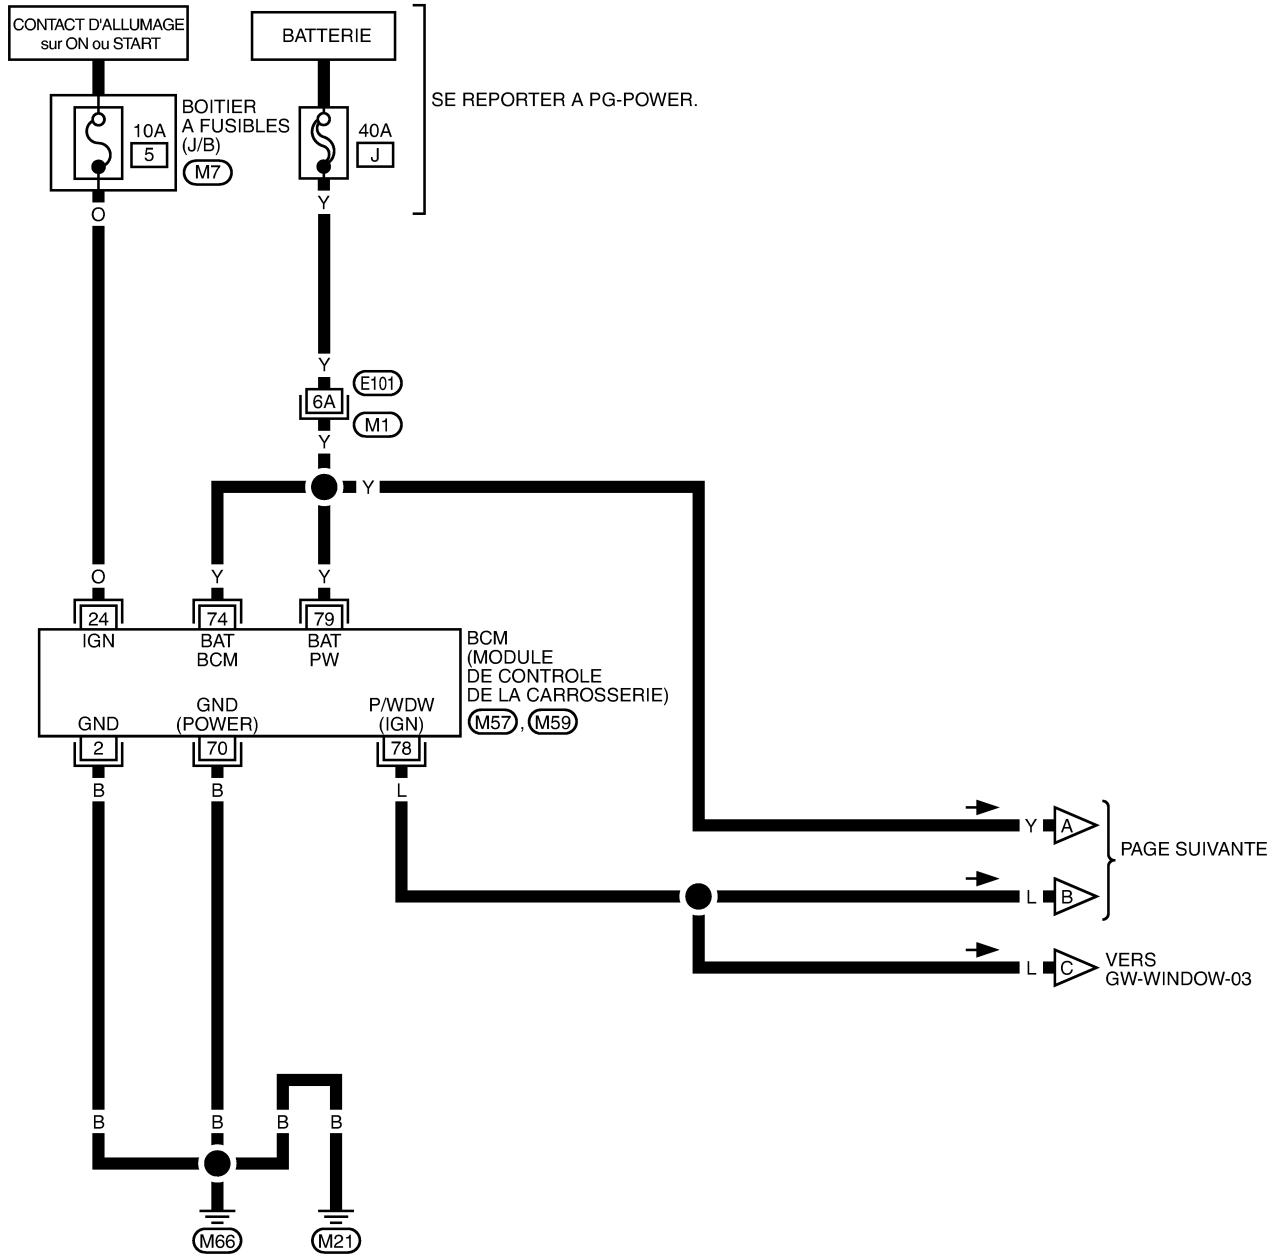 CONTACT D'ALLUMAGE
sur ON ou START
BATTERIE
SE REPORTER A PG-POWER.
BOITIER
A FUSIBLES
(J/B)
M7
10A
5
40A
J
O
Y
Y
E101
6A
M1
Y
Y
O
Y
Y
24
74
79
IGN
BAT
BCM
BAT
PW
BCM
(MODULE
DE CONTROLE
DE LA CARROSSERIE)
M57 , M59
GND
GND
(POWER)
P/WDW
(IGN)
2
70
78
B
B
L
Y
A
PAGE SUIVANTE
L
B
L
C
VERS
GW-WINDOW-03
B
B
B
B
M66
M21